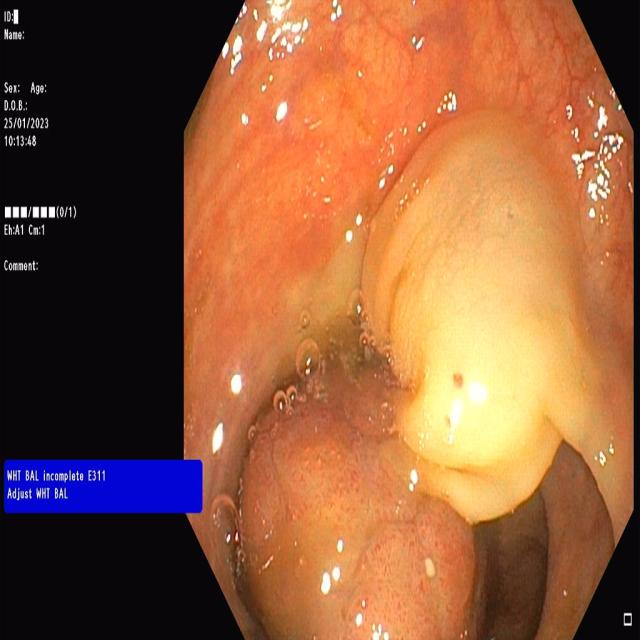 ID:
Name:
Sex: Age:
D.O.B.:
25/01/2023
10:13:48
■■■/■■■(0/1)
Eh:A1 Cm:1
Comment:
WHT BAL incomplete E311
Adjust WHT BAL